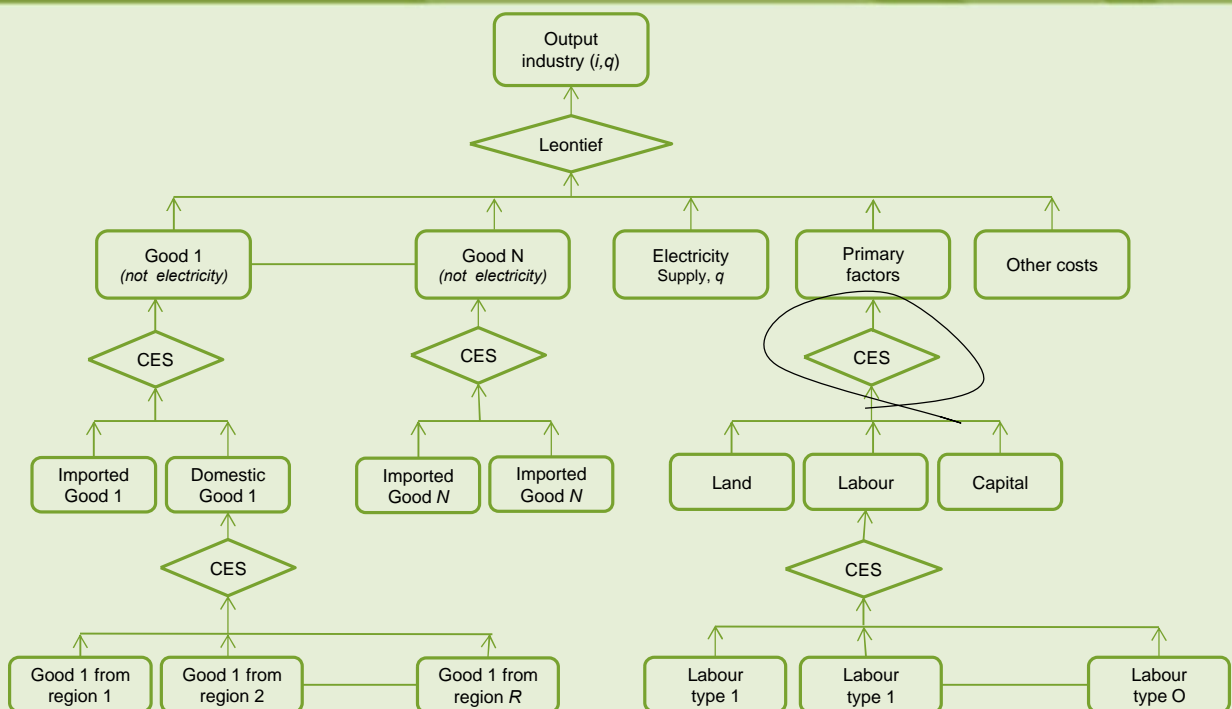 Output
industry (i,q)
Leontief
Good 1
(not electricity)
Good N
(not electricity)
Electricity
Supply, q
Primary
factors
Other costs
CES
CES
CES
Imported
Good 1
Domestic
Good 1
Imported
Good N
Imported
Good N
Land
Labour
Capital
CES
CES
Good 1 from
region 1
Good 1 from
region 2
Good 1 from
region R
Labour
type 1
Labour
type 1
Labour
type O